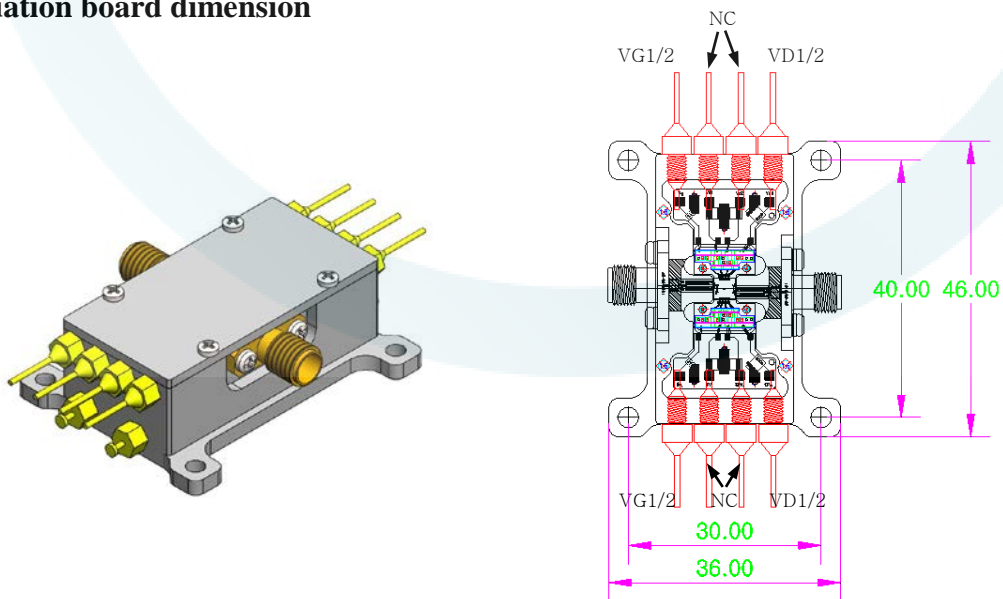 uation board dimension
NC
VG1/2 VD1/2
40.00 46.00
VG1/2 NC VD1/2
30.00
36.00